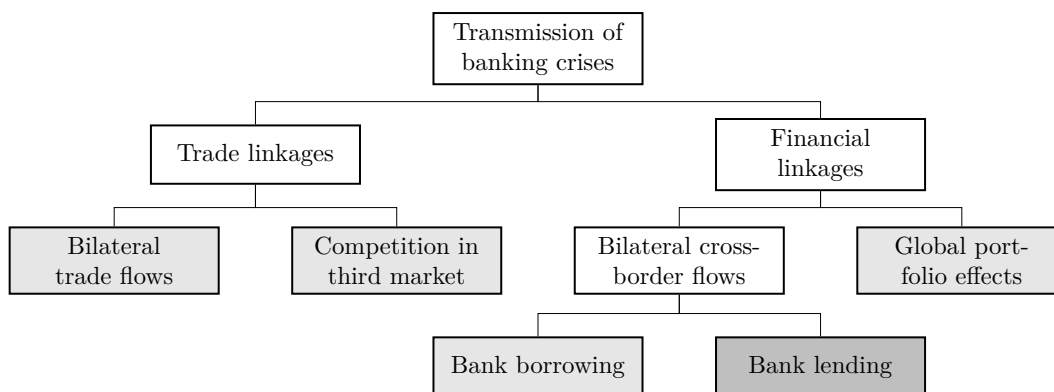 Transmission of
banking crises
Trade linkages
Financial
linkages
Bilateral
trade flows
Competition in
third market
Bilateral cross-
border flows
Global port-
folio effects
Bank borrowing
Bank lending